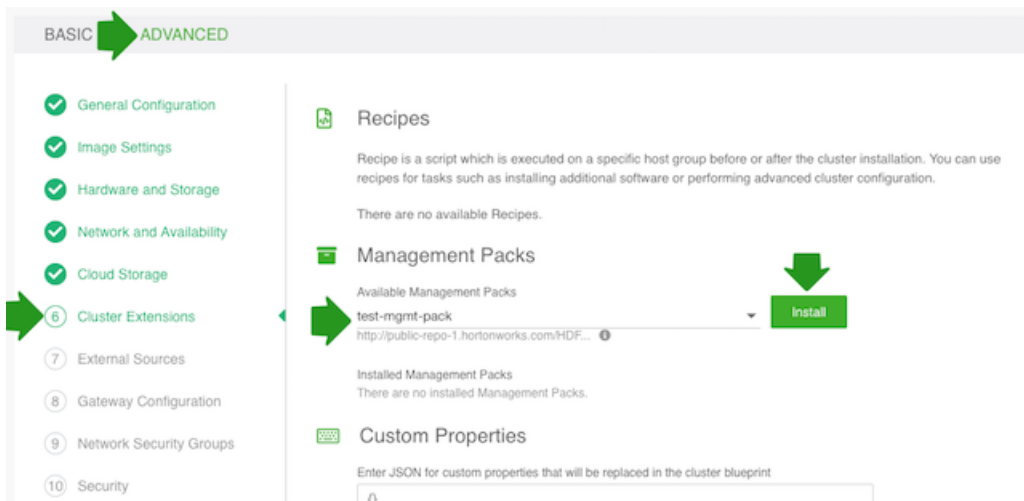 BASIC ADVANCED
General Configuration
Image Settings
Hardware and Storage
Network and Availability
Cloud Storage
6 Cluster Extensions
7 External Sources
8 Gateway Configuration
9 Network Security Groups
10 Security
Recipes
Recipe is a script which is executed on a specific host group before or after the cluster installation. You can use
recipes for tasks such as installing additional software or performing advanced cluster configuration.
There are no available Recipes.
Management Packs
Available Management Packs
test-mgmt-pack
Install
http://public-repo-1.hortonworks.com/HDF...
Installed Management Packs
There are no installed Management Packs.
Custom Properties
Enter JSON for custom properties that will be replaced in the cluster blueprint
{}